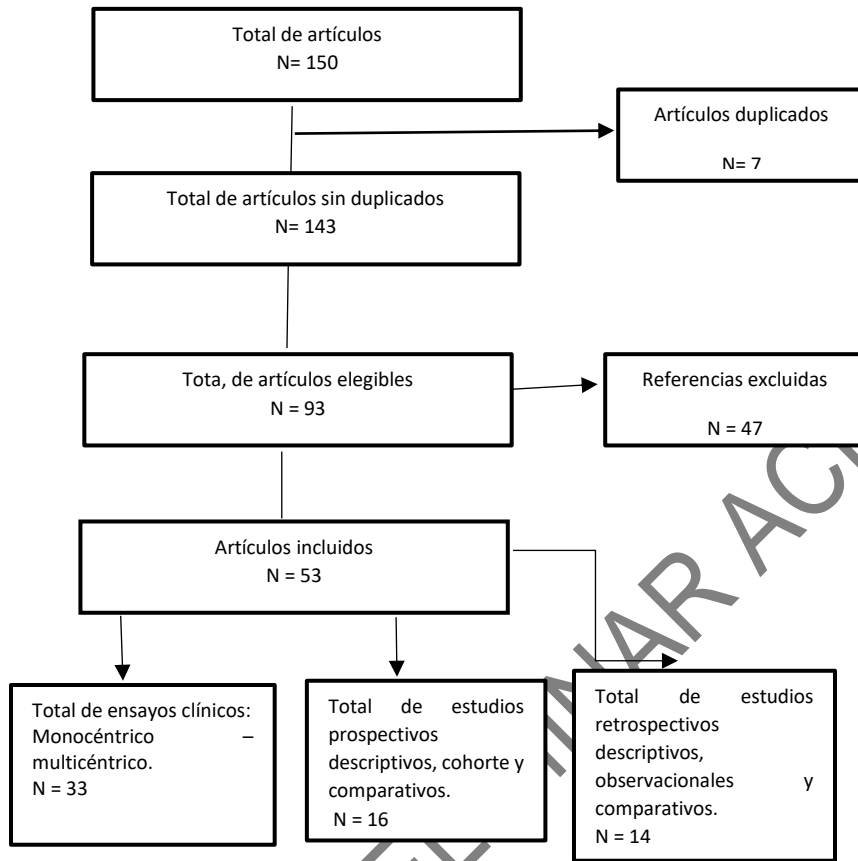 Total de artículos
N= 150
Artículos duplicados
N= 7
Total de artículos sin duplicados
N= 143
Tota, de artículos elegibles
N = 93
Referencias excluidas
N = 47
Artículos incluidos
N = 53
Total de ensayos clínicos:
Monocéntrico –
multicéntrico.
N = 33
Total de estudios
prospectivos
descriptivos, cohorte y
comparativos.
N = 16
Total de estudios
retrospectivos
descriptivos,
observacionales y
comparativos.
N = 14